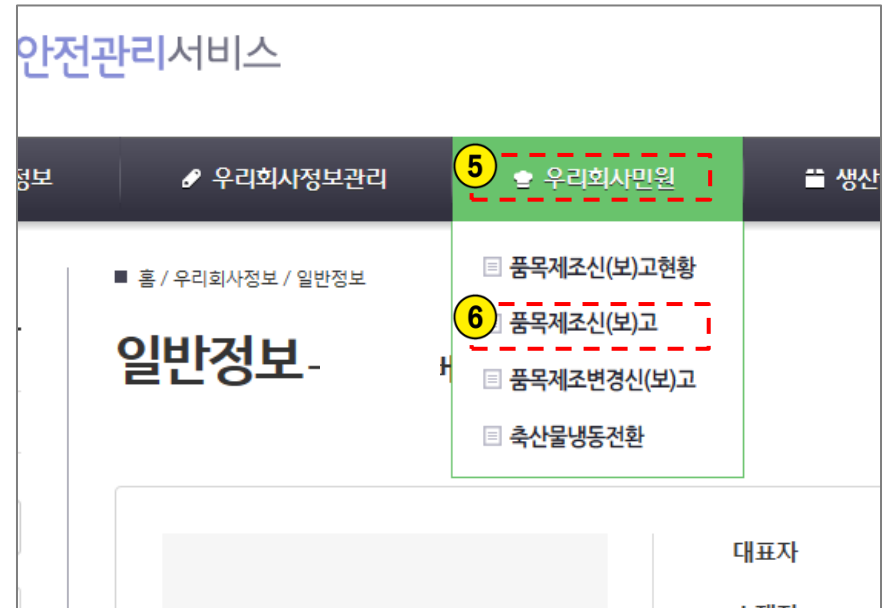 안전관리서비스
정보
우리회사정보관리
5
우리회사민원
생산
품목제조신(보)고현황
홈 / 우리회사정보 / 일반정보
6
품목제조신(보)고
일반정보 -
품목제조변경신(보)고
축산물냉동전환
대표자